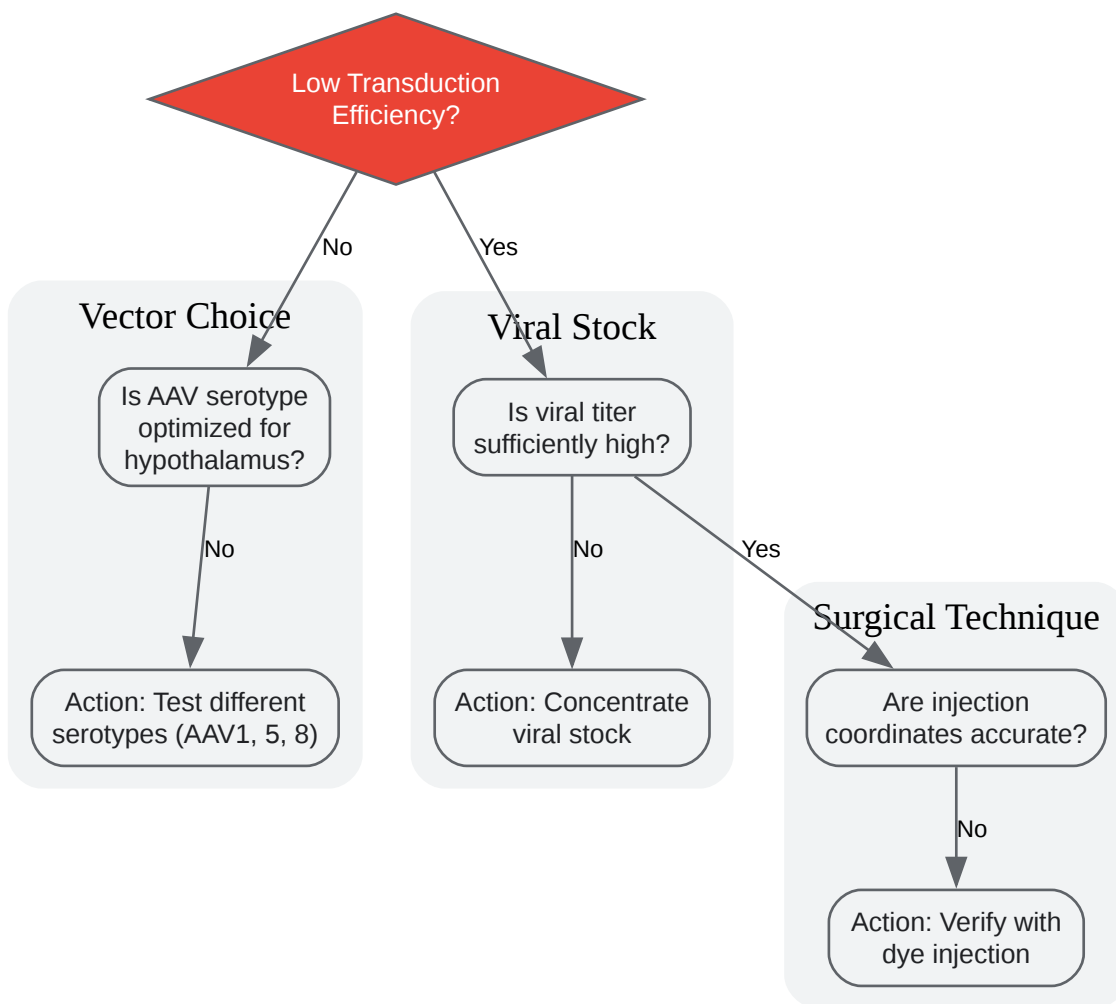 Low Transduction
Efficiency?
No
Yes
Vector Choice
Is AAV serotype
optimized for
hypothalamus?
No
Action: Test different
serotypes (AAV1, 5, 8)
Viral Stock
Is viral titer
sufficiently high?
No
Yes
Action: Concentrate
viral stock
Surgical Technique
Are injection
coordinates accurate?
No
Action: Verify with
dye injection